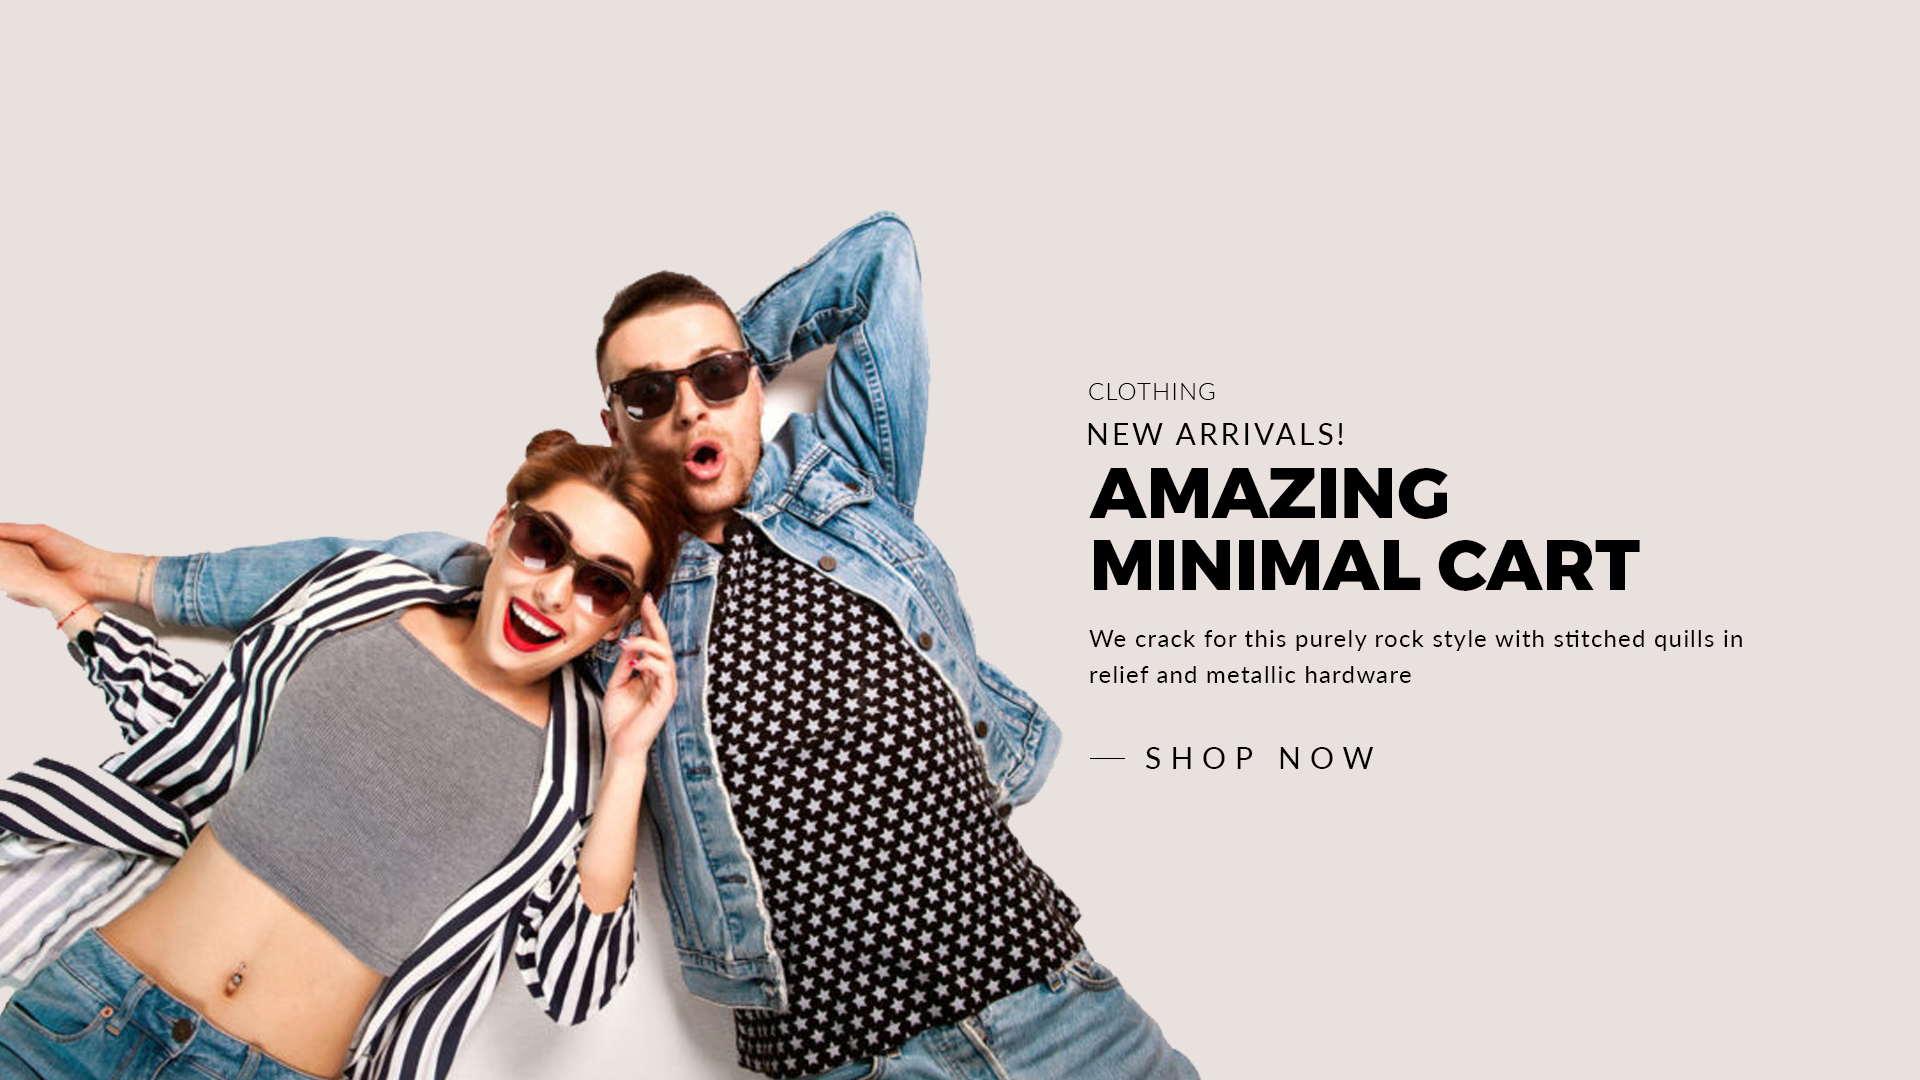 CLOTHING
NEW ARRIVALS!
AMAZING
MINIMAL CART
We crack for this purely rock style with stitched quills in
relief and metallic hardware
SHOP NOW